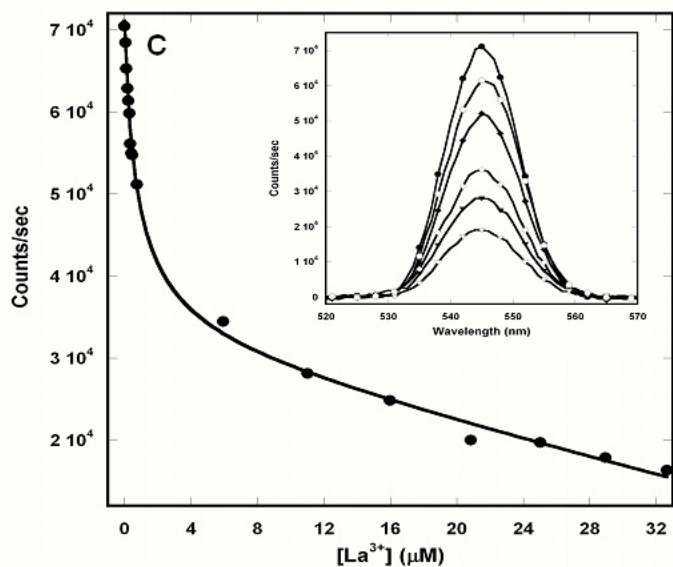 C
7 10⁴
6 10⁴
5 10⁴
4 10⁴
3 10⁴
2 10⁴
Counts/sec
0 4 8 12 16 20 24 28 32
[La³⁺] (μM)
7 10⁴
6 10⁴
5 10⁴
4 10⁴
3 10⁴
2 10⁴
1 10⁴
0
Counts/sec
520 530 540 550 560 570
Wavelength (nm)